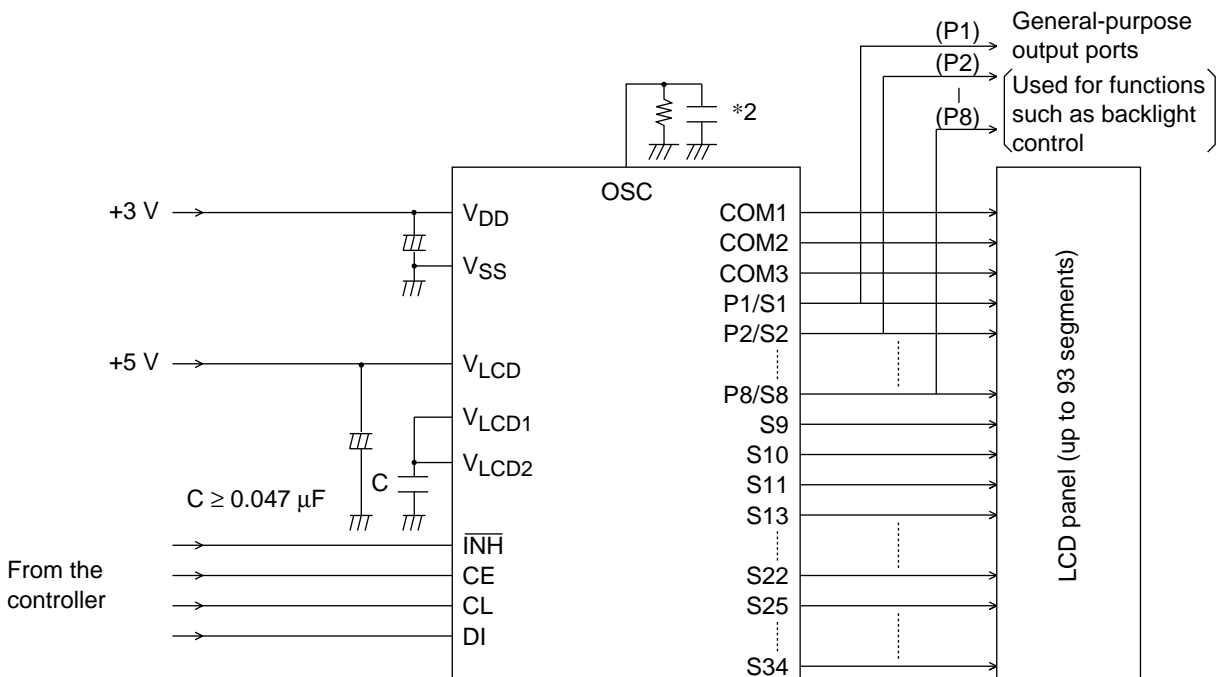 (P1)
General-purpose
output ports
(P2)
(P8)
Used for functions
such as backlight
control
*2
OSC
+3 V
VDD
VSS
+5 V
VLCD
VLCD1
VLCD2
C
C ≥ 0.047 μF
From the
controller
INH
CE
CL
DI
COM1
COM2
COM3
P1/S1
P2/S2
P8/S8
S9
S10
S11
S13
S22
S25
S34
LCD panel (up to 93 segments)